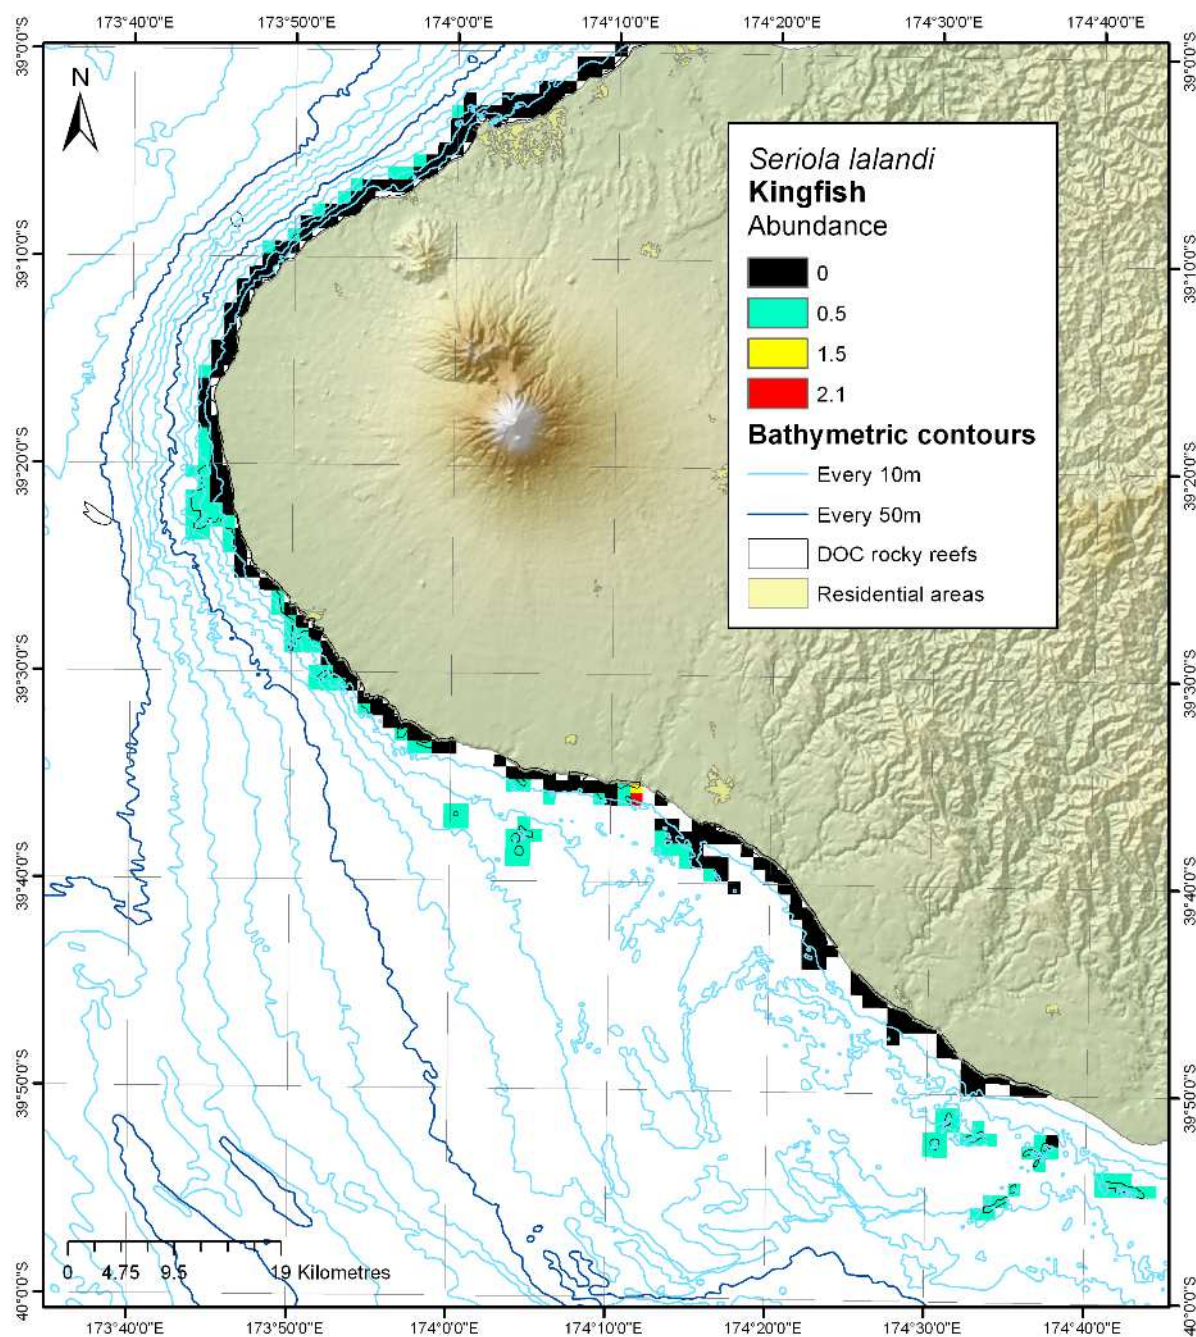 173°40'0"E 173°50'0"E 174°0'0"E 174°10'0"E 174°20'0"E 174°30'0"E 174°40'0"E
39°0'0"S 39°0'0"S
N
Seriola lalandi
Kingfish
Abundance
0
0.5
1.5
2.1
Bathymetric contours
Every 10m
Every 50m
DOC rocky reefs
Residential areas
39°10'0"S 39°10'0"S
39°20'0"S 39°20'0"S
39°30'0"S 39°30'0"S
39°40'0"S 39°40'0"S
39°50'0"S 39°50'0"S
0 4.75 9.5 19 Kilometres
40°0'0"S 40°0'0"S
173°40'0"E 173°50'0"E 174°0'0"E 174°10'0"E 174°20'0"E 174°30'0"E 174°40'0"E